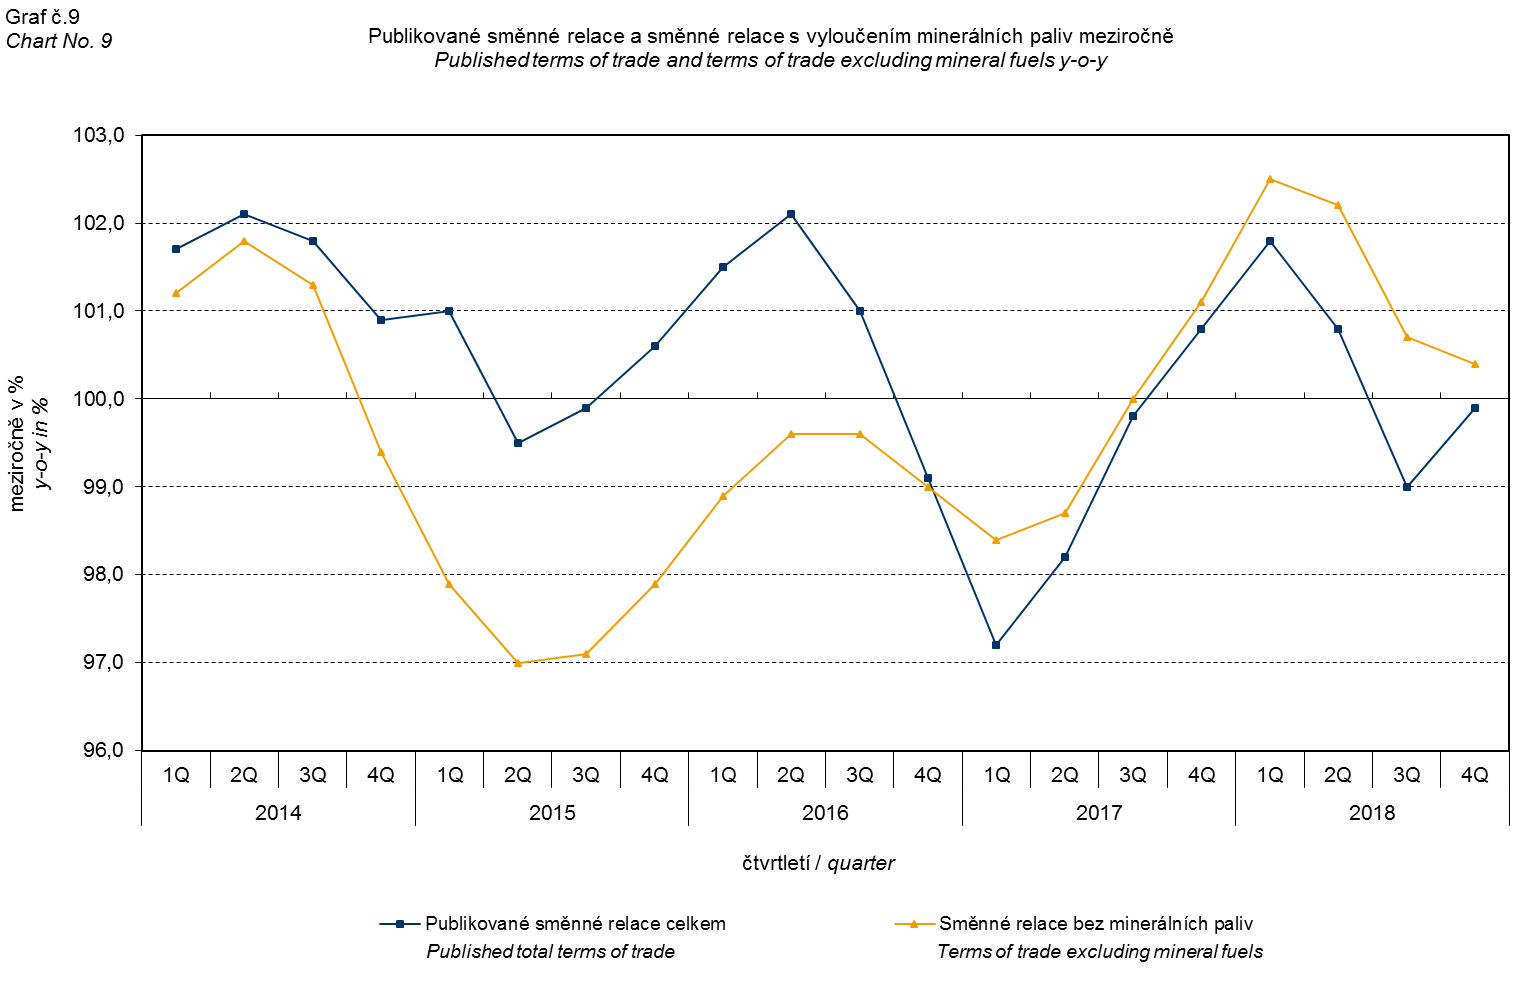 Graf č.9
Chart No. 9
Publikované směnné relace a směnné relace s vyloučením minerálních paliv meziročně
Published terms of trade and terms of trade excluding mineral fuels y-o-y
meziročně v %
y-o-y in %
103,0
102,0
101,0
100,0
99,0
98,0
97,0
96,0
1Q 2Q 3Q 4Q 1Q 2Q 3Q 4Q 1Q 2Q 3Q 4Q 1Q 2Q 3Q 4Q 1Q 2Q 3Q 4Q
2014 2015 2016 2017 2018
čtvrtletí / quarter
Publikované směnné relace celkem
Published total terms of trade
Směnné relace bez minerálních paliv
Terms of trade excluding mineral fuels